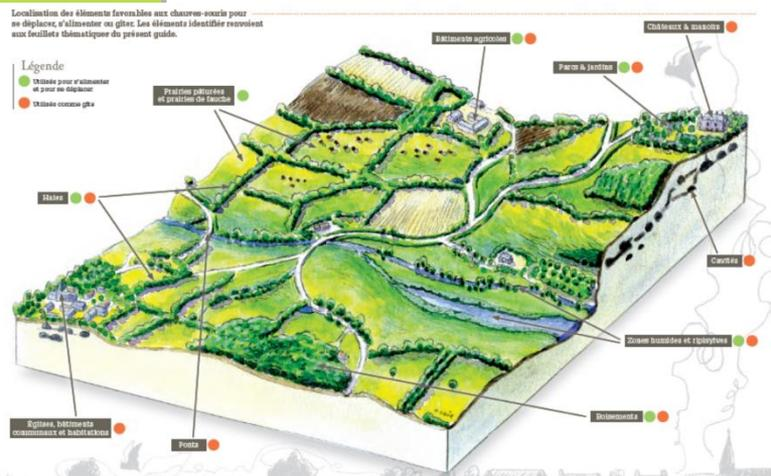 Localisation des éléments favorables aux chauves-souris pour
se déplacer, s'alimenter ou gîter. Les éléments identifiés renvoient
aux feuillets thématiques du présent guide.
Légende
Utilisés pour s'alimenter
et pour se déplacer
Utilisés comme gîte
Châteaux & manoirs
Bâtiments agricoles
Parcs & jardins
Prairies pâturées
et prairies de fauche
Haies
Cavités
Zones humides et ripisylves
Boisements
Églises, bâtiments
communaux et habitations
Ponts